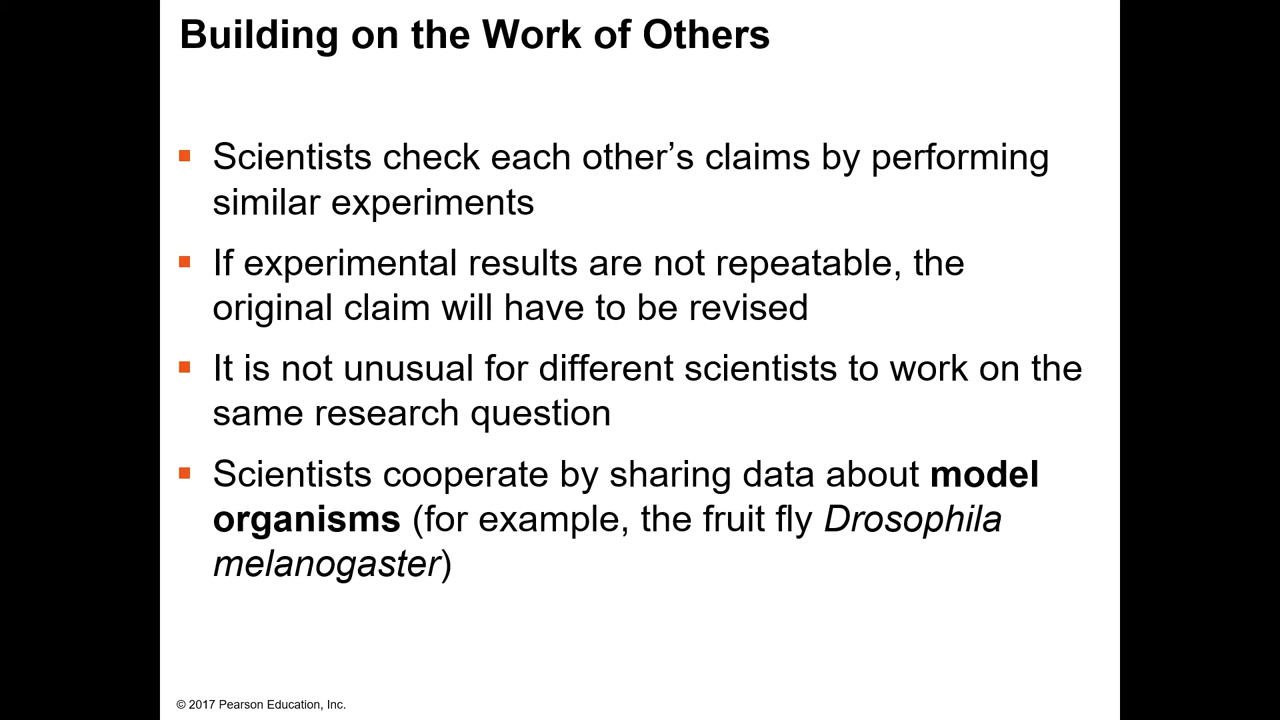 Building on the Work of Others
Scientists check each other’s claims by performing
similar experiments
If experimental results are not repeatable, the
original claim will have to be revised
It is not unusual for different scientists to work on the
same research question
Scientists cooperate by sharing data about model
organisms (for example, the fruit fly Drosophila
melanogaster)
© 2017 Pearson Education, Inc.